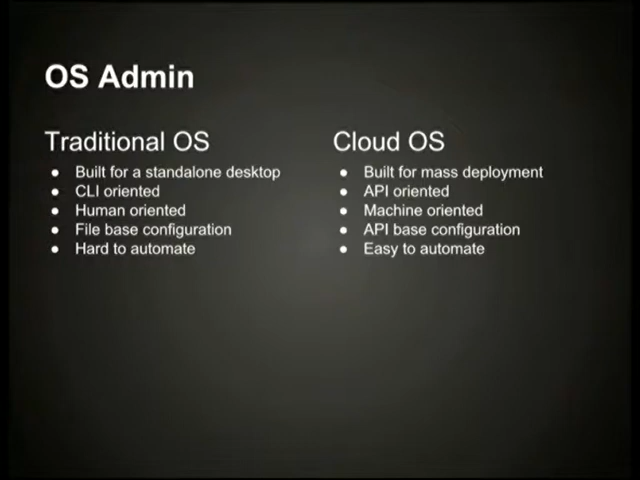 OS Admin
Traditional OS
● Built for a standalone desktop
● CLI oriented
● Human oriented
● File base configuration
● Hard to automate
Cloud OS
● Built for mass deployment
● API oriented
● Machine oriented
● API base configuration
● Easy to automate